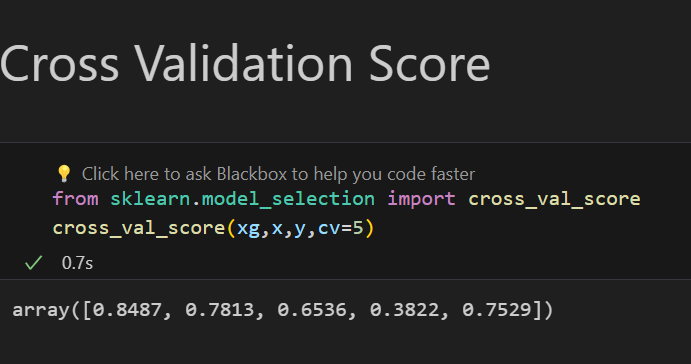 Cross Validation Score
💡 Click here to ask Blackbox to help you code faster
from sklearn.model_selection import cross_val_score
cross_val_score(xg,x,y,cv=5)
✓ 0.7s
array([0.8487, 0.7813, 0.6536, 0.3822, 0.7529])